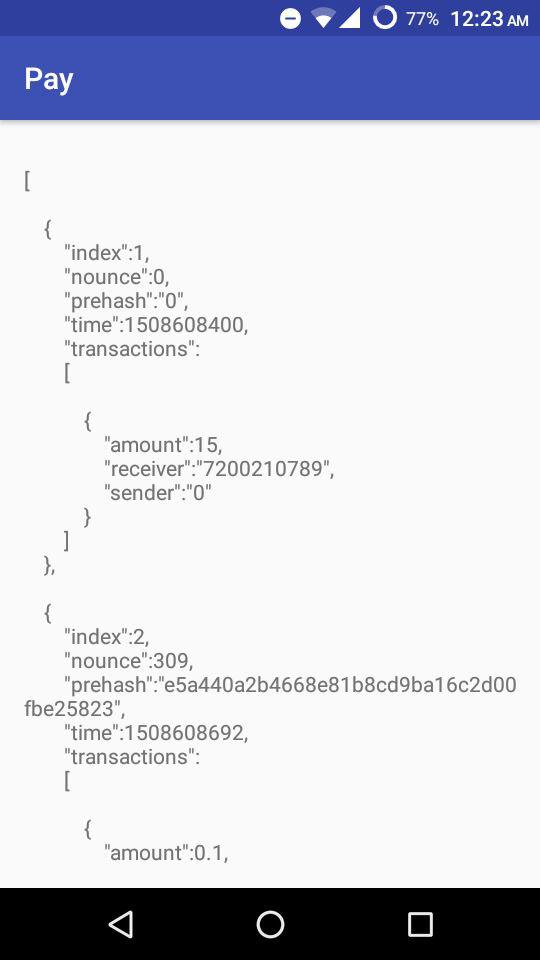 77% 12:23 AM
Pay
[
{
"index":1,
"nounce":0,
"prehash":"0",
"time":1508608400,
"transactions":
[
{
"amount":15,
"receiver":"7200210789",
"sender":"0"
}
]
},
{
"index":2,
"nounce":309,
"prehash":"e5a440a2b4668e81b8cd9ba16c2d00
fbe25823",
"time":1508608692,
"transactions":
[
{
"amount":0.1,